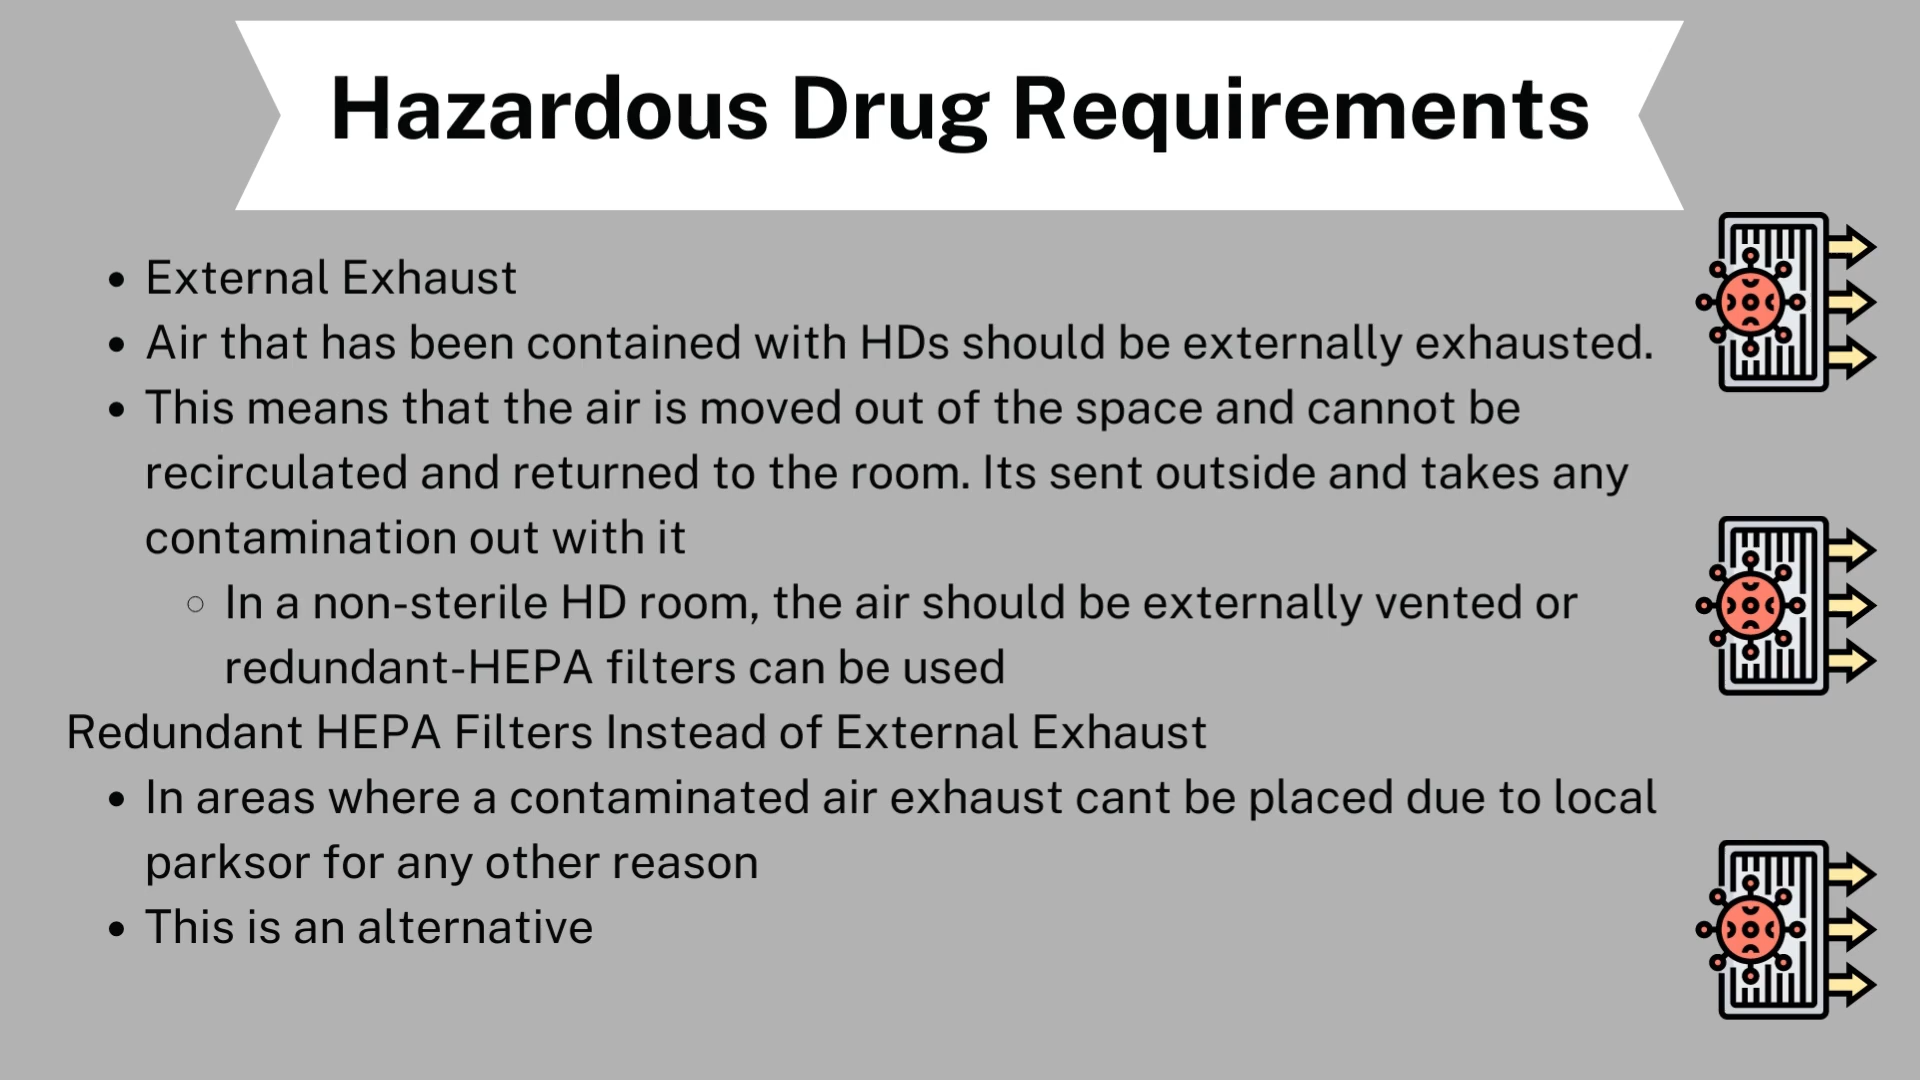 Hazardous Drug Requirements
• External Exhaust
• Air that has been contained with HDs should be externally exhausted.
• This means that the air is moved out of the space and cannot be
recirculated and returned to the room. Its sent outside and takes any
contamination out with it
○ In a non-sterile HD room, the air should be externally vented or
redundant-HEPA filters can be used
Redundant HEPA Filters Instead of External Exhaust
• In areas where a contaminated air exhaust cant be placed due to local
parksor for any other reason
• This is an alternative